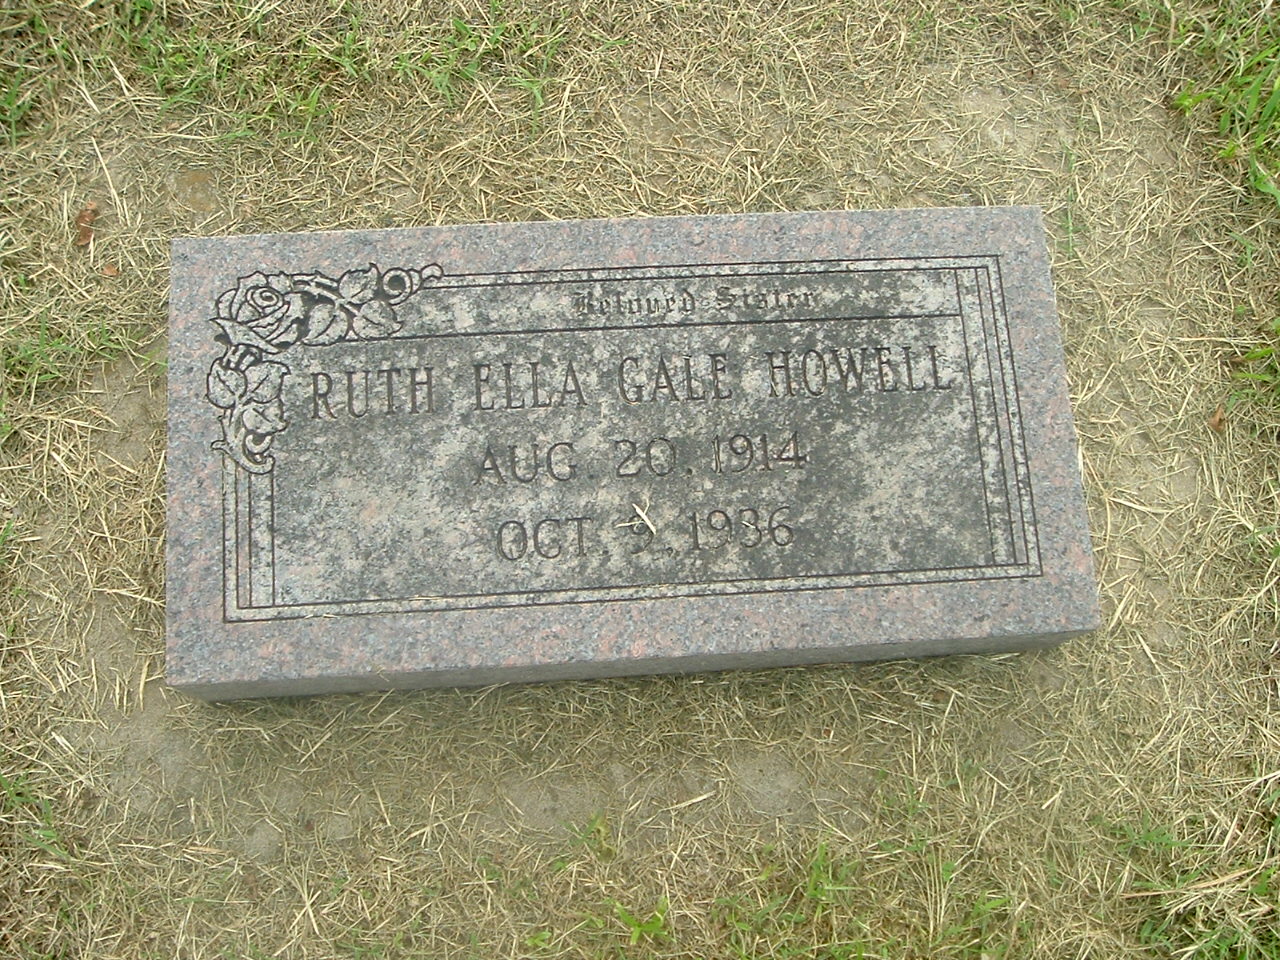 Beloved Sister
RUTH ELLA GALE HOWELL
AUG. 20, 1914
OCT. 9, 1936